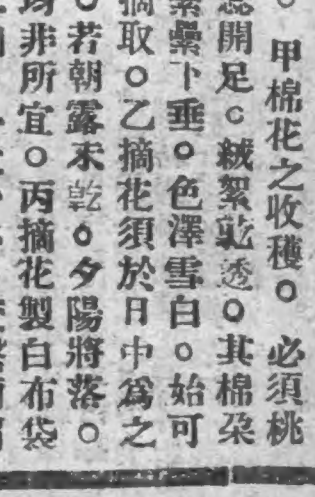 。甲棉花之收穫。必須桃
蕊開足。絨絮乾透。其棉朶
纍纍下垂。色澤雪白。始可
摘取。乙摘花須於日中為之
。若朝露未乾。夕陽將落。
均非所宜。丙摘花製白布袋